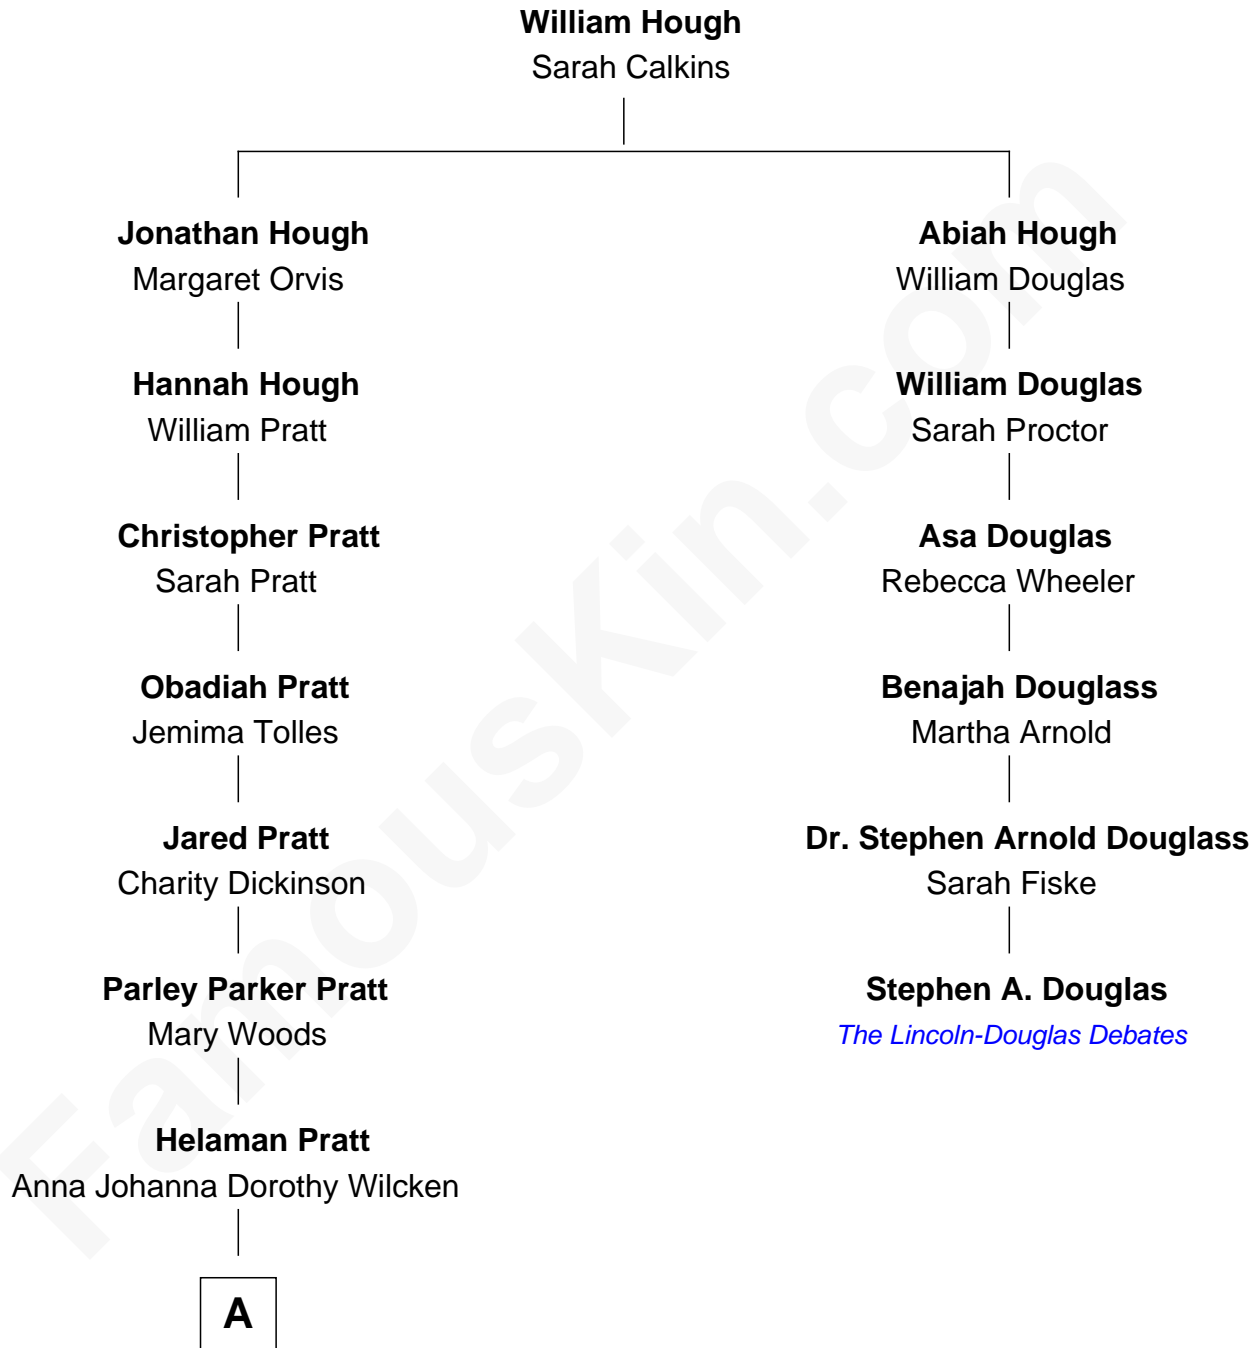 William Hough
Sarah Calkins
Jonathan Hough
Margaret Orvis
Hannah Hough
William Pratt
Christopher Pratt
Sarah Pratt
Obadiah Pratt
Jemima Tolles
Jared Pratt
Charity Dickinson
Parley Parker Pratt
Mary Woods
Helaman Pratt
Anna Johanna Dorothy Wilcken
A
Abiah Hough
William Douglas
William Douglas
Sarah Proctor
Asa Douglas
Rebecca Wheeler
Benajah Douglass
Martha Arnold
Dr. Stephen Arnold Douglass
Sarah Fiske
Stephen A. Douglas
The Lincoln-Douglas Debates
FamousKin.com